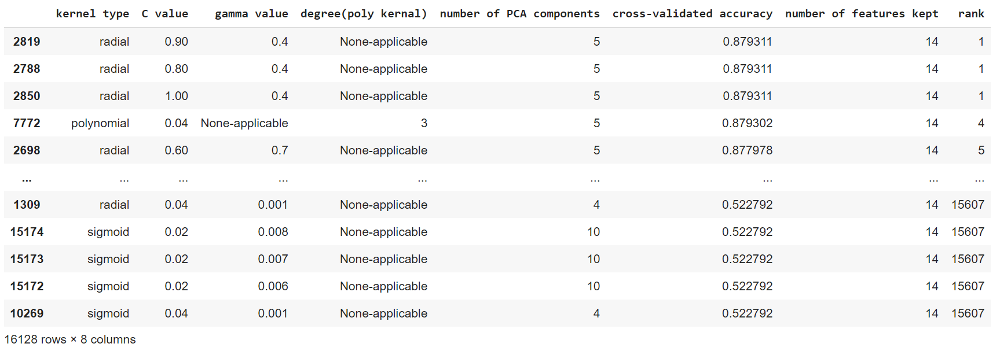 kernel type C value gamma value degree(poly kernal) number of PCA components cross-validated accuracy number of features kept rank
2819 radial 0.90 0.4 None-applicable 5 0.879311 14 1
2788 radial 0.80 0.4 None-applicable 5 0.879311 14 1
2850 radial 1.00 0.4 None-applicable 5 0.879311 14 1
7772 polynomial 0.04 None-applicable 3 5 0.879302 14 4
2698 radial 0.60 0.7 None-applicable 5 0.877978 14 5
... ... ... ... ... ... ... ... ...
1309 radial 0.04 0.001 None-applicable 4 0.522792 14 15607
15174 sigmoid 0.02 0.008 None-applicable 10 0.522792 14 15607
15173 sigmoid 0.02 0.007 None-applicable 10 0.522792 14 15607
15172 sigmoid 0.02 0.006 None-applicable 10 0.522792 14 15607
10269 sigmoid 0.04 0.001 None-applicable 4 0.522792 14 15607
16128 rows × 8 columns